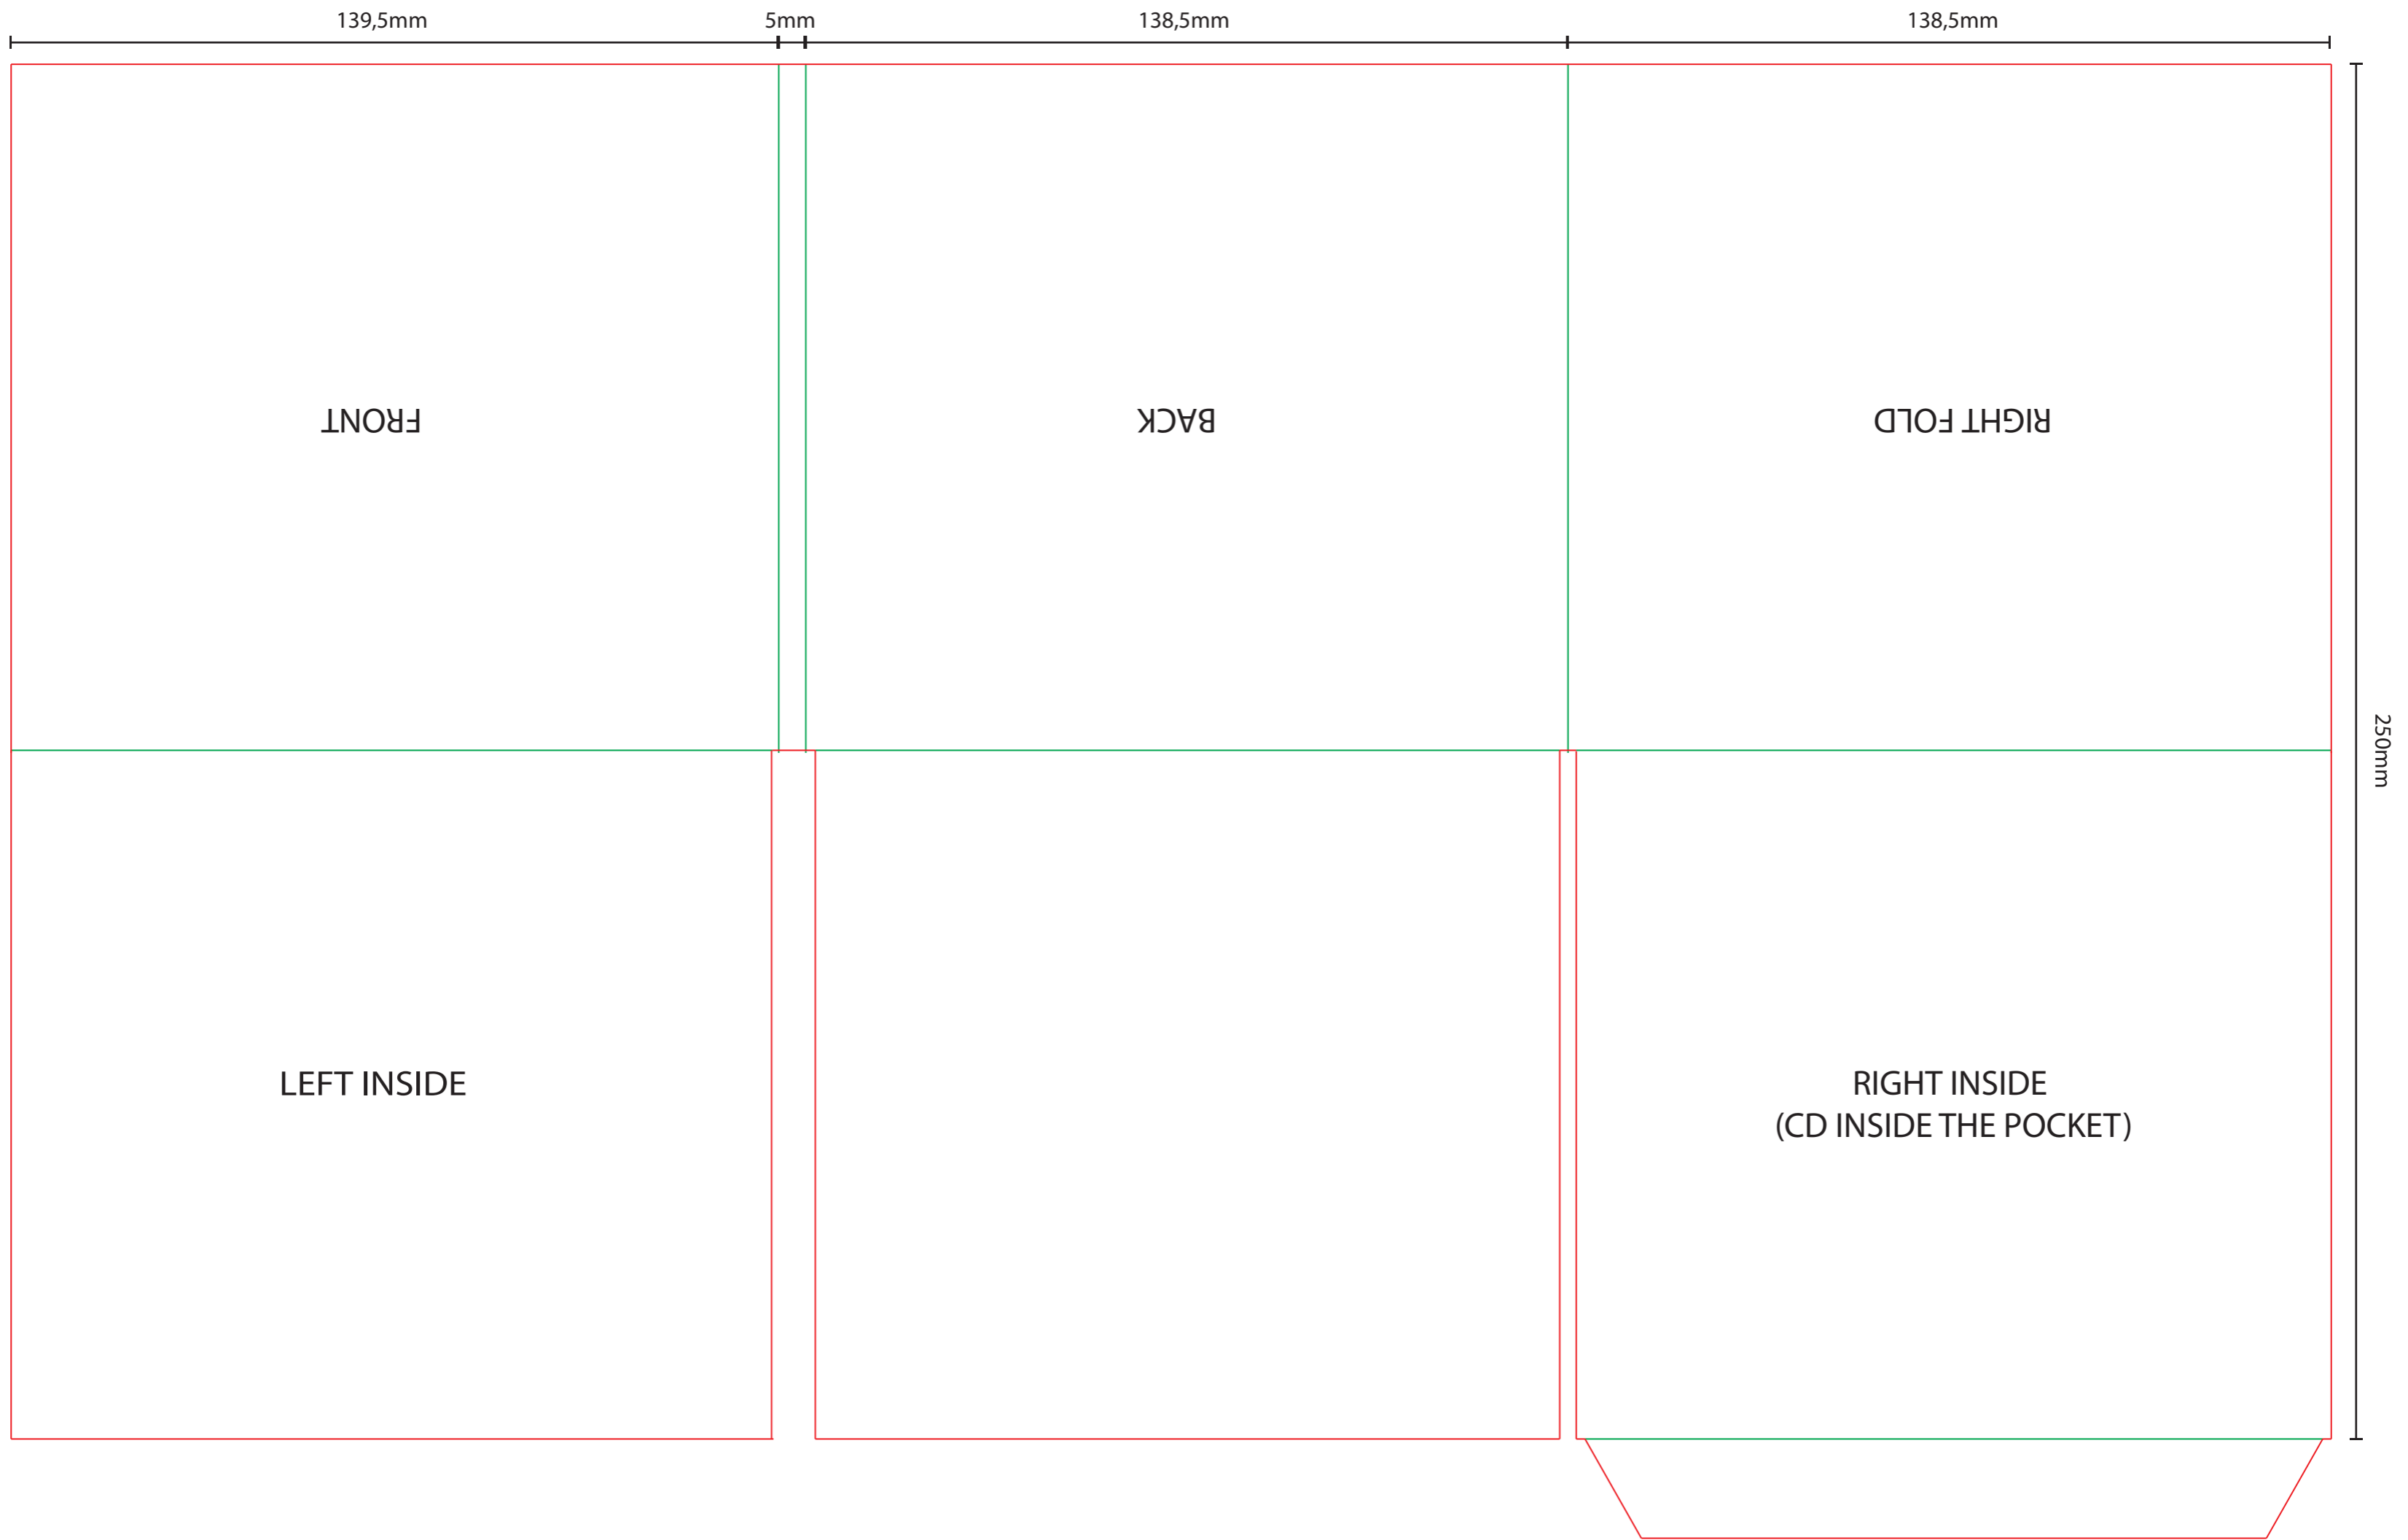 139,5mm
5mm
138,5mm
138,5mm
FRONT
BACK
RIGHT FOLD
250mm
LEFT INSIDE
RIGHT INSIDE
(CD INSIDE THE POCKET)